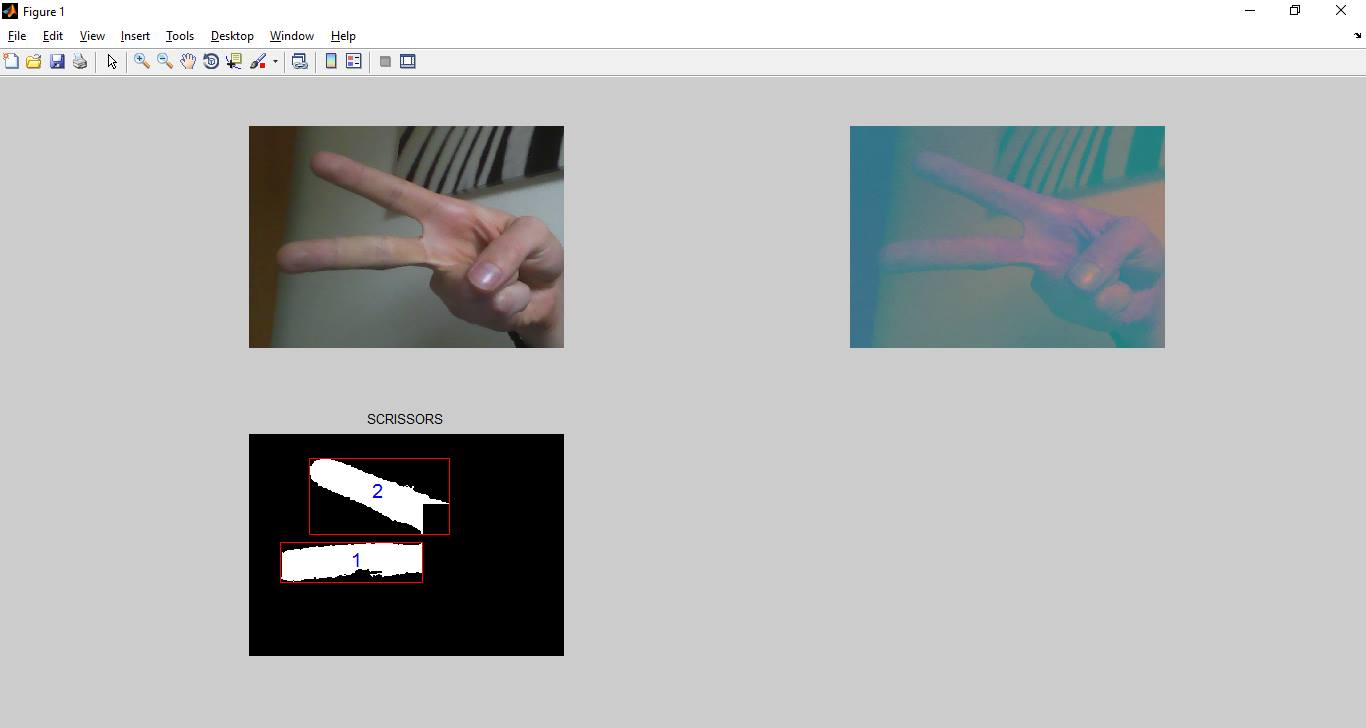 Figure 1
File Edit View Insert Tools Desktop Window Help
SCRISSORS
2
1